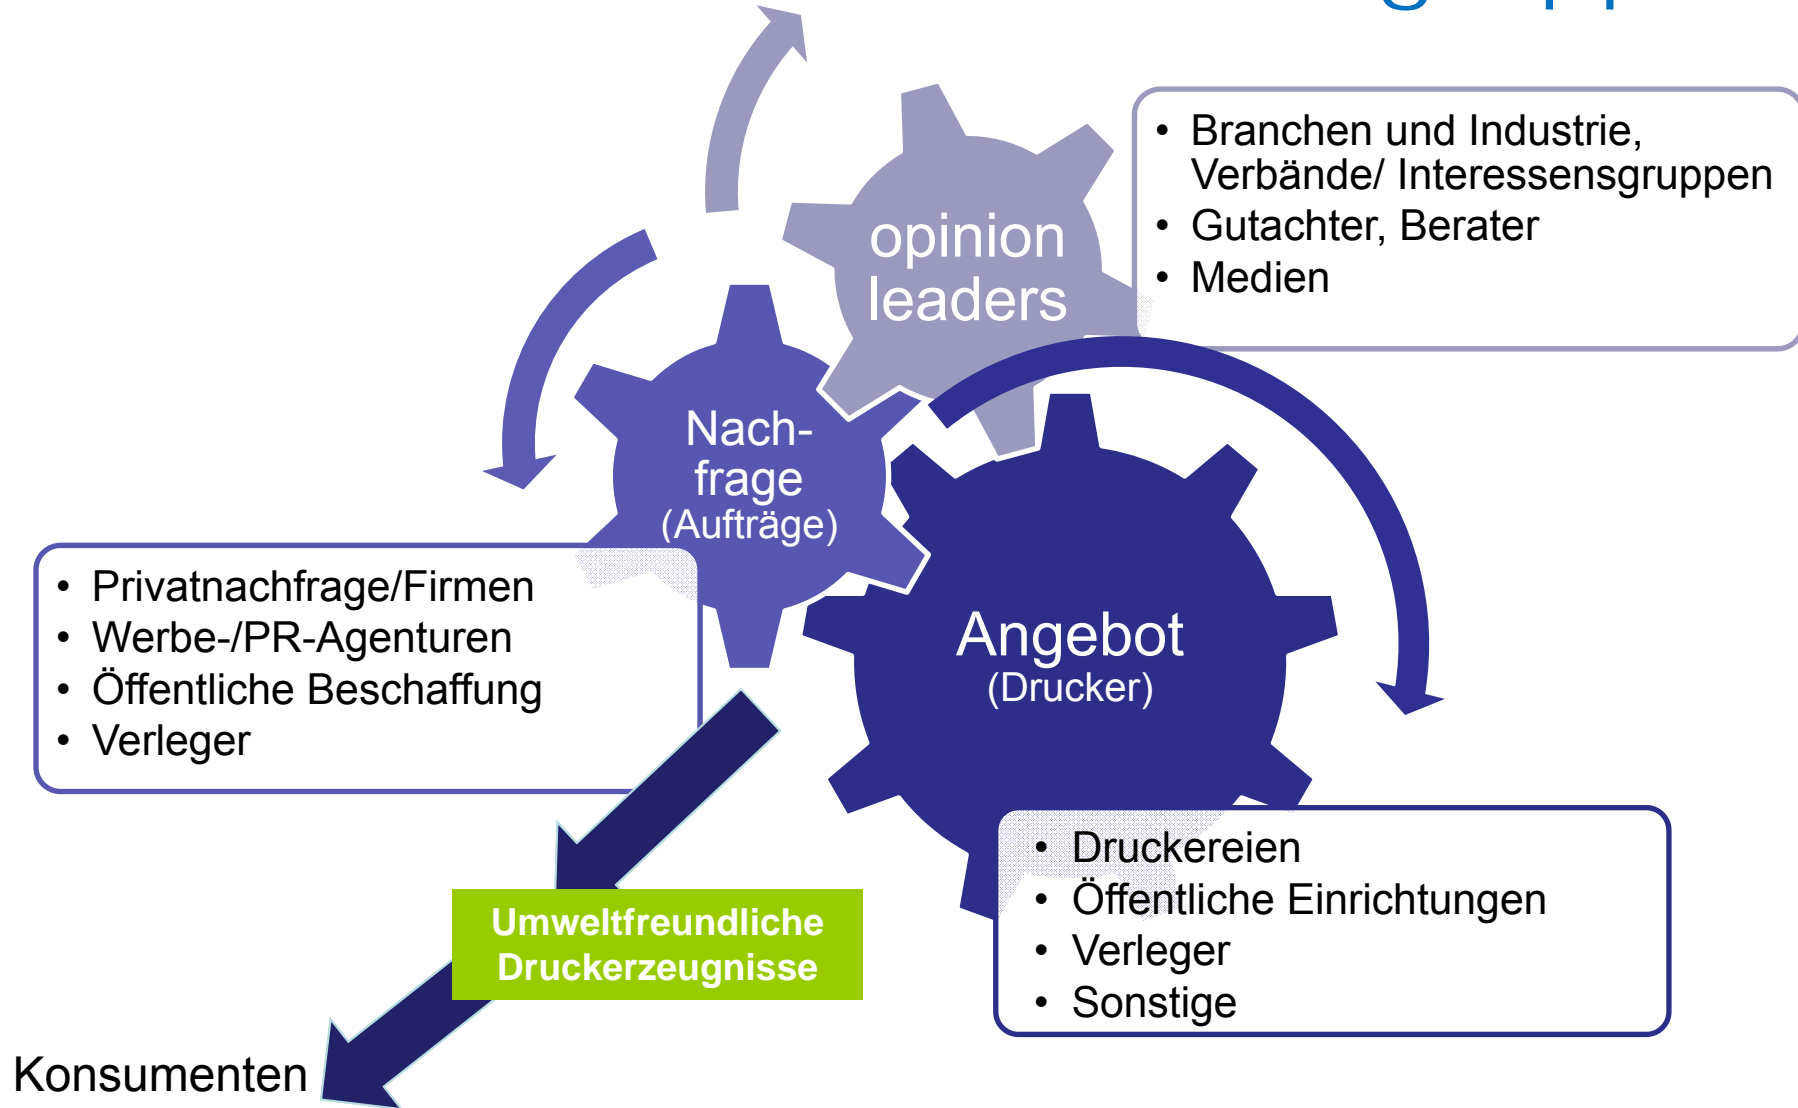 • Branchen und Industrie,
Verbände/ Interessensgruppen
• Gutachter, Berater
• Medien
opinion
leaders
Nach-
frage
(Aufträge)
Angebot
(Drucker)
• Privatnachfrage/Firmen
• Werbe-/PR-Agenturen
• Öffentliche Beschaffung
• Verleger
• Druckereien
• Öffentliche Einrichtungen
• Verleger
• Sonstige
Umweltfreundliche
Druckerzeugnisse
Konsumenten